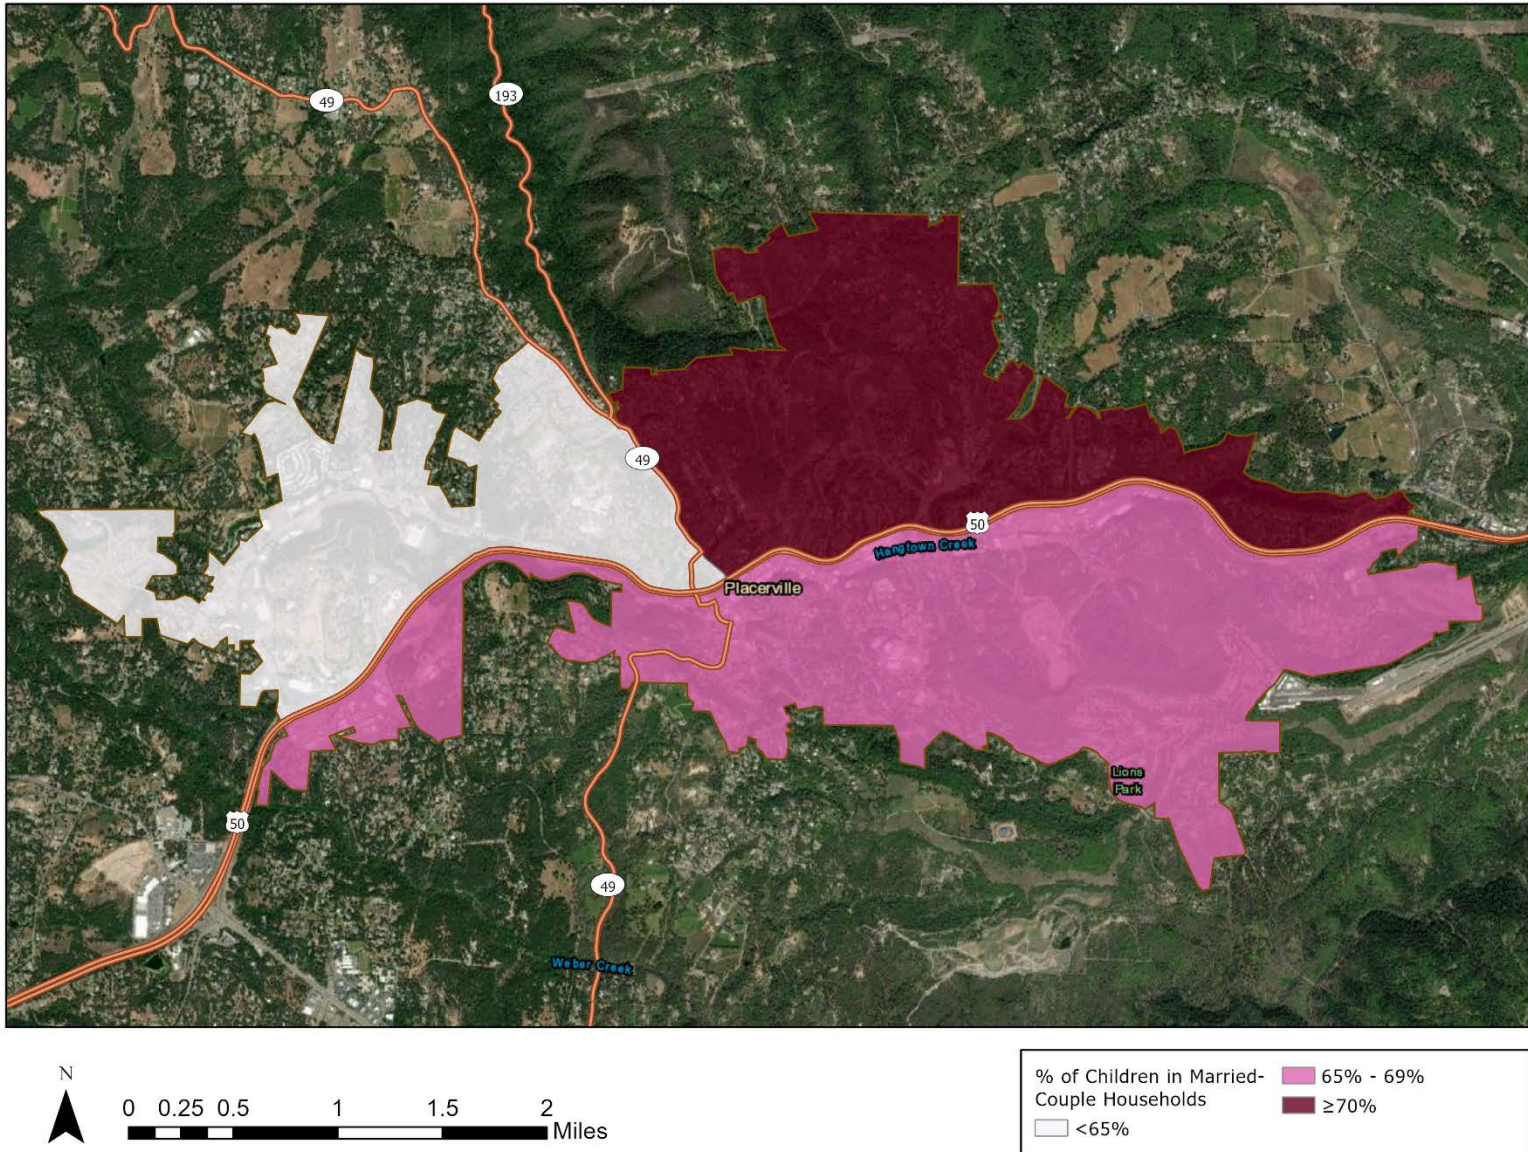 49
193
49
50
Hangtown Creek
Placerville
Lions
Park
50
49
Weber Creek
N
0 0.25 0.5 1 1.5 2
Miles
% of Children in Married-
Couple Households
<65%
65% - 69%
≥70%